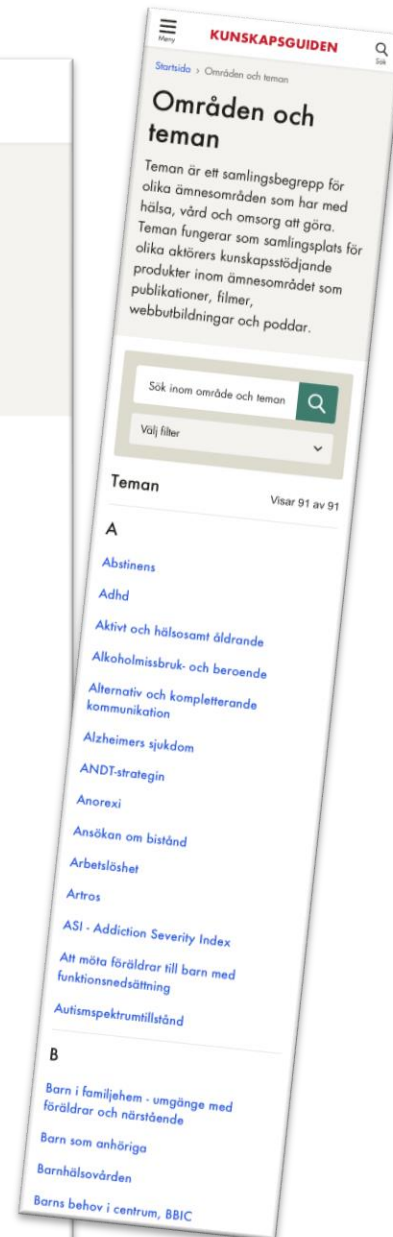 Meny
KUNSKAPSGUIDEN
Sök
Startsida > Områden och teman
Områden och
teman
Teman är ett samlingsbegrepp för
olika ämnesområden som har med
hälsa, vård och omsorg att göra.
Teman fungerar som samlingsplats för
olika aktörers kunskapsstödjande
produkter inom ämnesområdet som
publikationer, filmer,
webbutbildningar och poddar.
Sök inom område och teman
Välj filter
Teman
Visar 91 av 91
A
Abstinens
Adhd
Aktivt och hälsosamt åldrande
Alkoholmissbruk- och beroende
Alternativ och kompletterande
kommunikation
Alzheimers sjukdom
ANDT-strategin
Anorexi
Ansökan om bistånd
Arbetslöshet
Artros
ASI - Addiction Severity Index
Att möta föräldrar till barn med
funktionsnedsättning
Autismspektrumtillstånd
B
Barn i familjehem - umgänge med
föräldrar och närstående
Barn som anhöriga
Barnhälsovården
Barns behov i centrum, BBIC